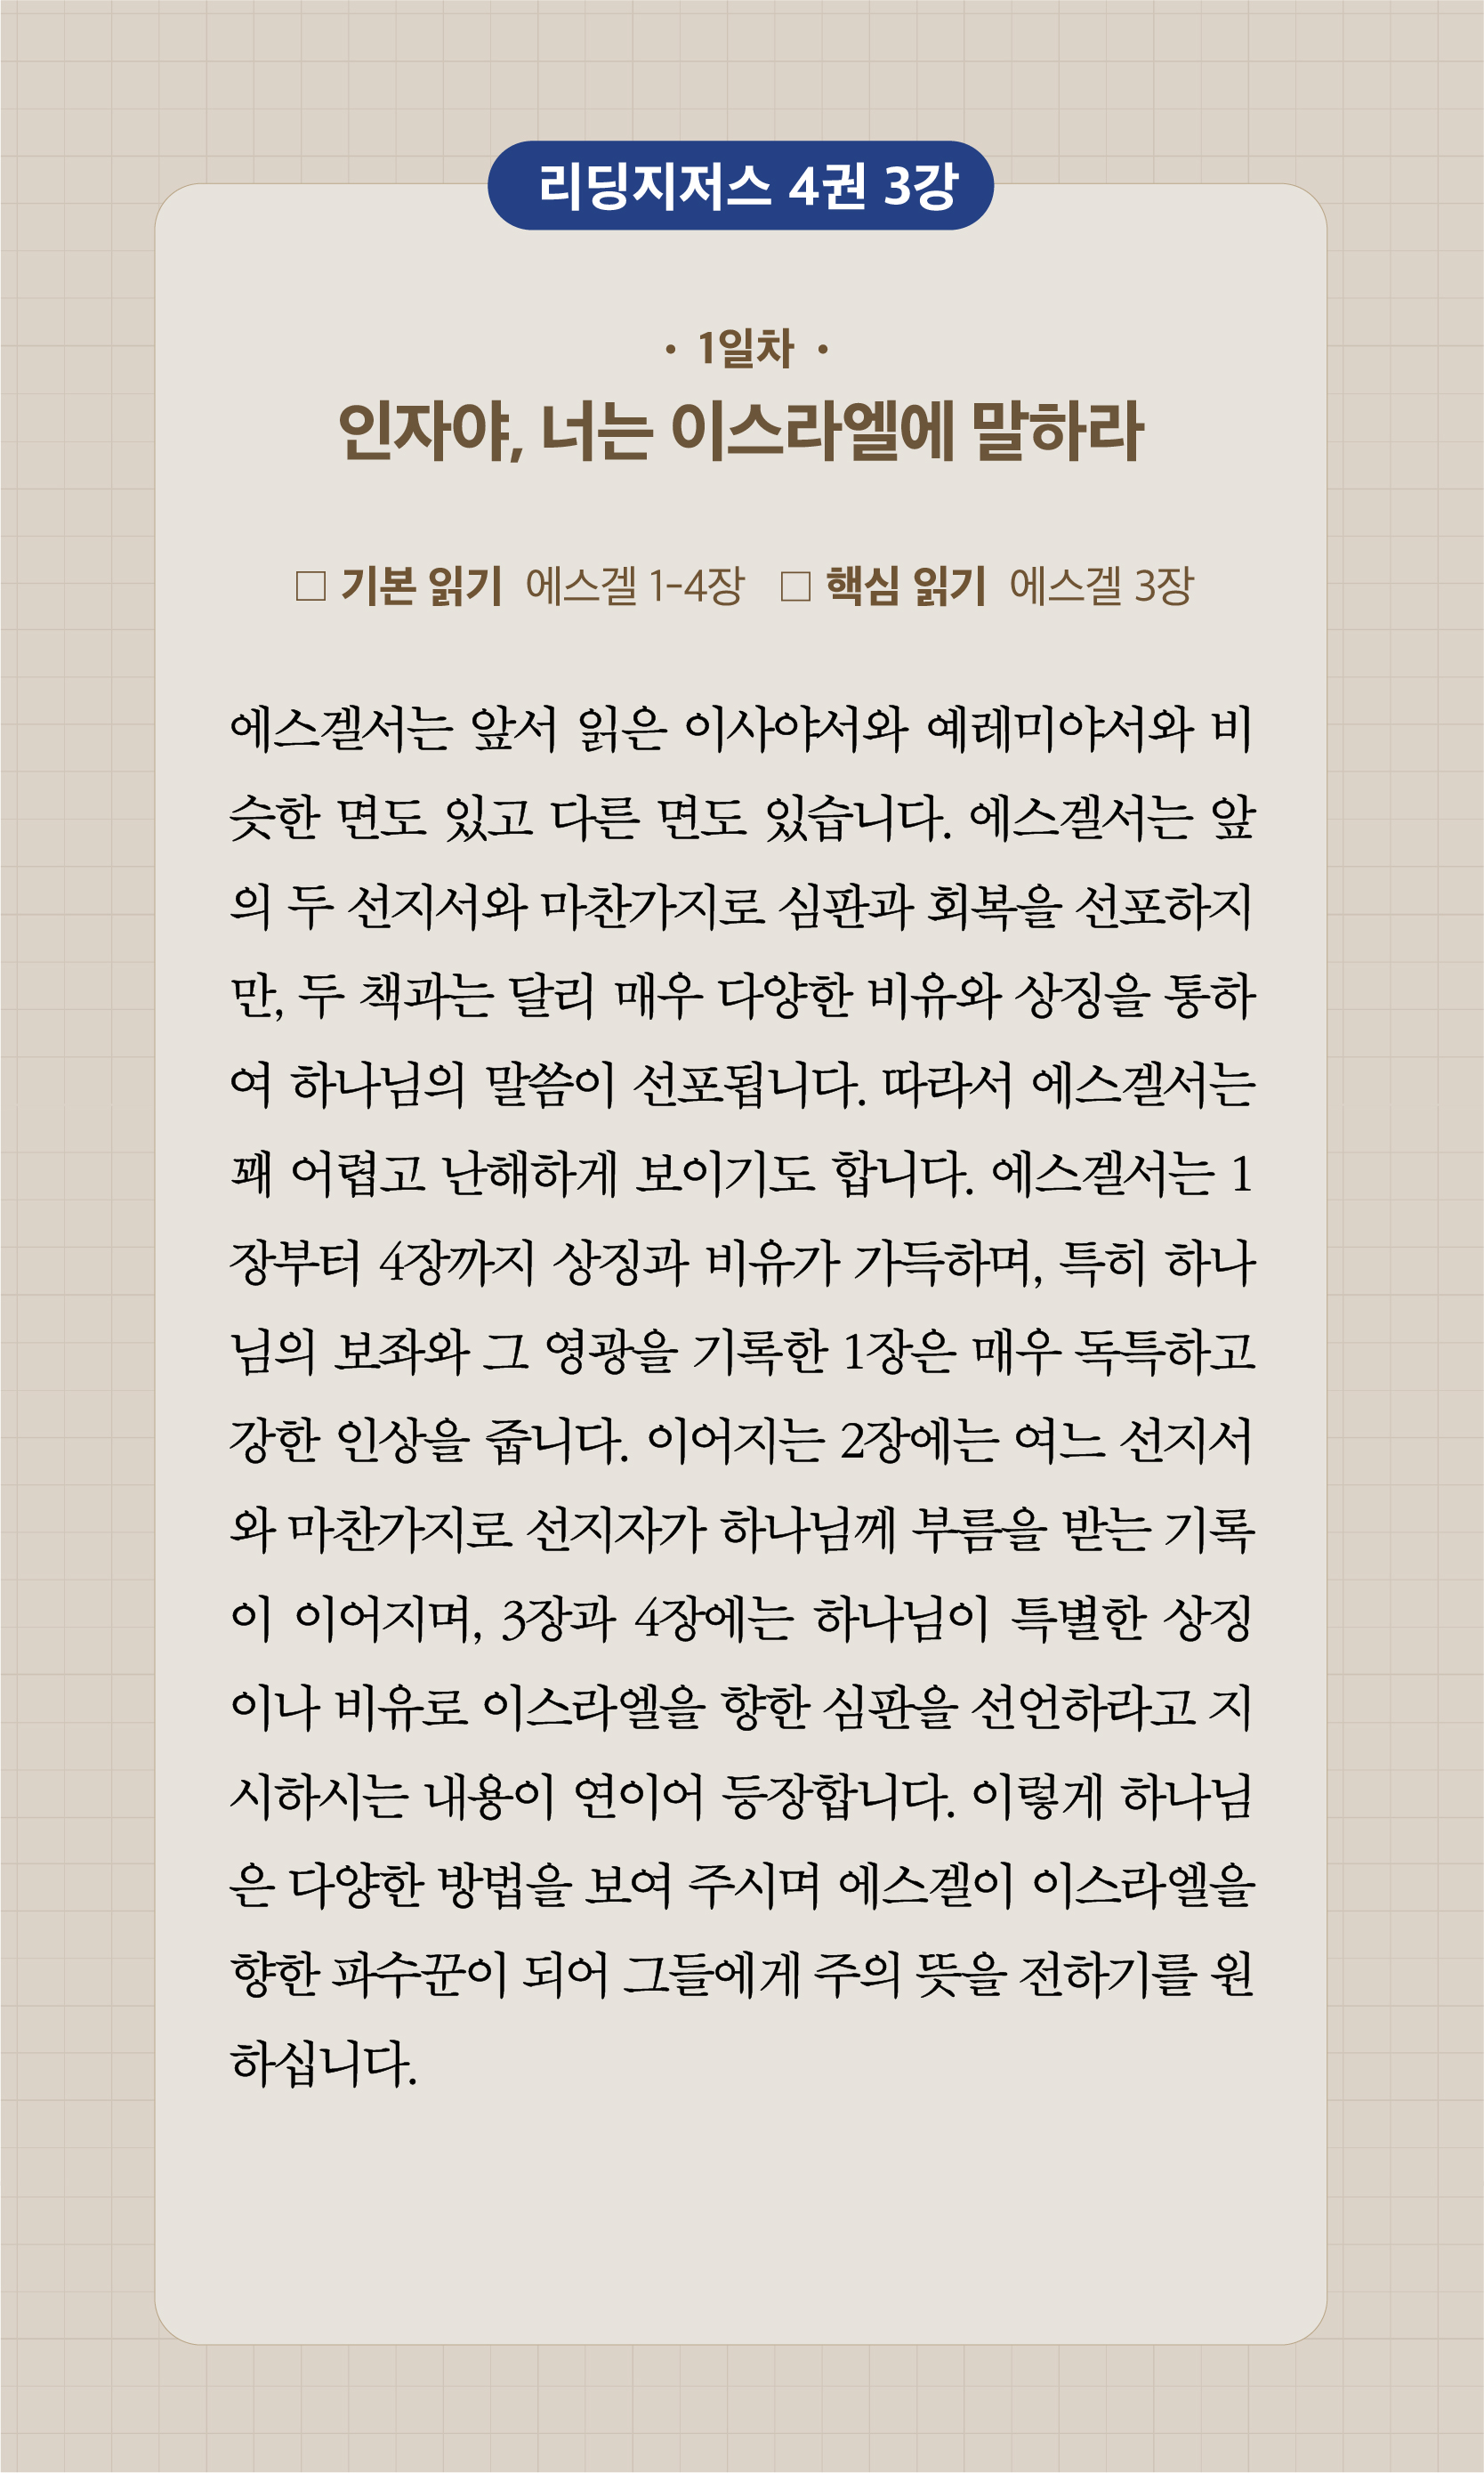 리딩지저스 4권 3강
· 1일차 ·
인자야, 너는 이스라엘에 말하라
□ 기본 읽기 에스겔 1-4장 □ 핵심 읽기 에스겔 3장
에스겔서는 앞서 읽은 이사야서와 예레미야서와 비
슷한 면도 있고 다른 면도 있습니다. 에스겔서는 앞
의 두 선지서와 마찬가지로 심판과 회복을 선포하지
만, 두 책과는 달리 매우 다양한 비유와 상징을 통하
여 하나님의 말씀이 선포됩니다. 따라서 에스겔서는
꽤 어렵고 난해하게 보이기도 합니다. 에스겔서는 1
장부터 4장까지 상징과 비유가 가득하며, 특히 하나
님의 보좌와 그 영광을 기록한 1장은 매우 독특하고
강한 인상을 줍니다. 이어지는 2장에는 여느 선지서
와 마찬가지로 선지자가 하나님께 부름을 받는 기록
이 이어지며, 3장과 4장에는 하나님이 특별한 상징
이나 비유로 이스라엘을 향한 심판을 선언하라고 지
시하시는 내용이 연이어 등장합니다. 이렇게 하나님
은 다양한 방법을 보여 주시며 에스겔이 이스라엘을
향한 파수꾼이 되어 그들에게 주의 뜻을 전하기를 원
하십니다.